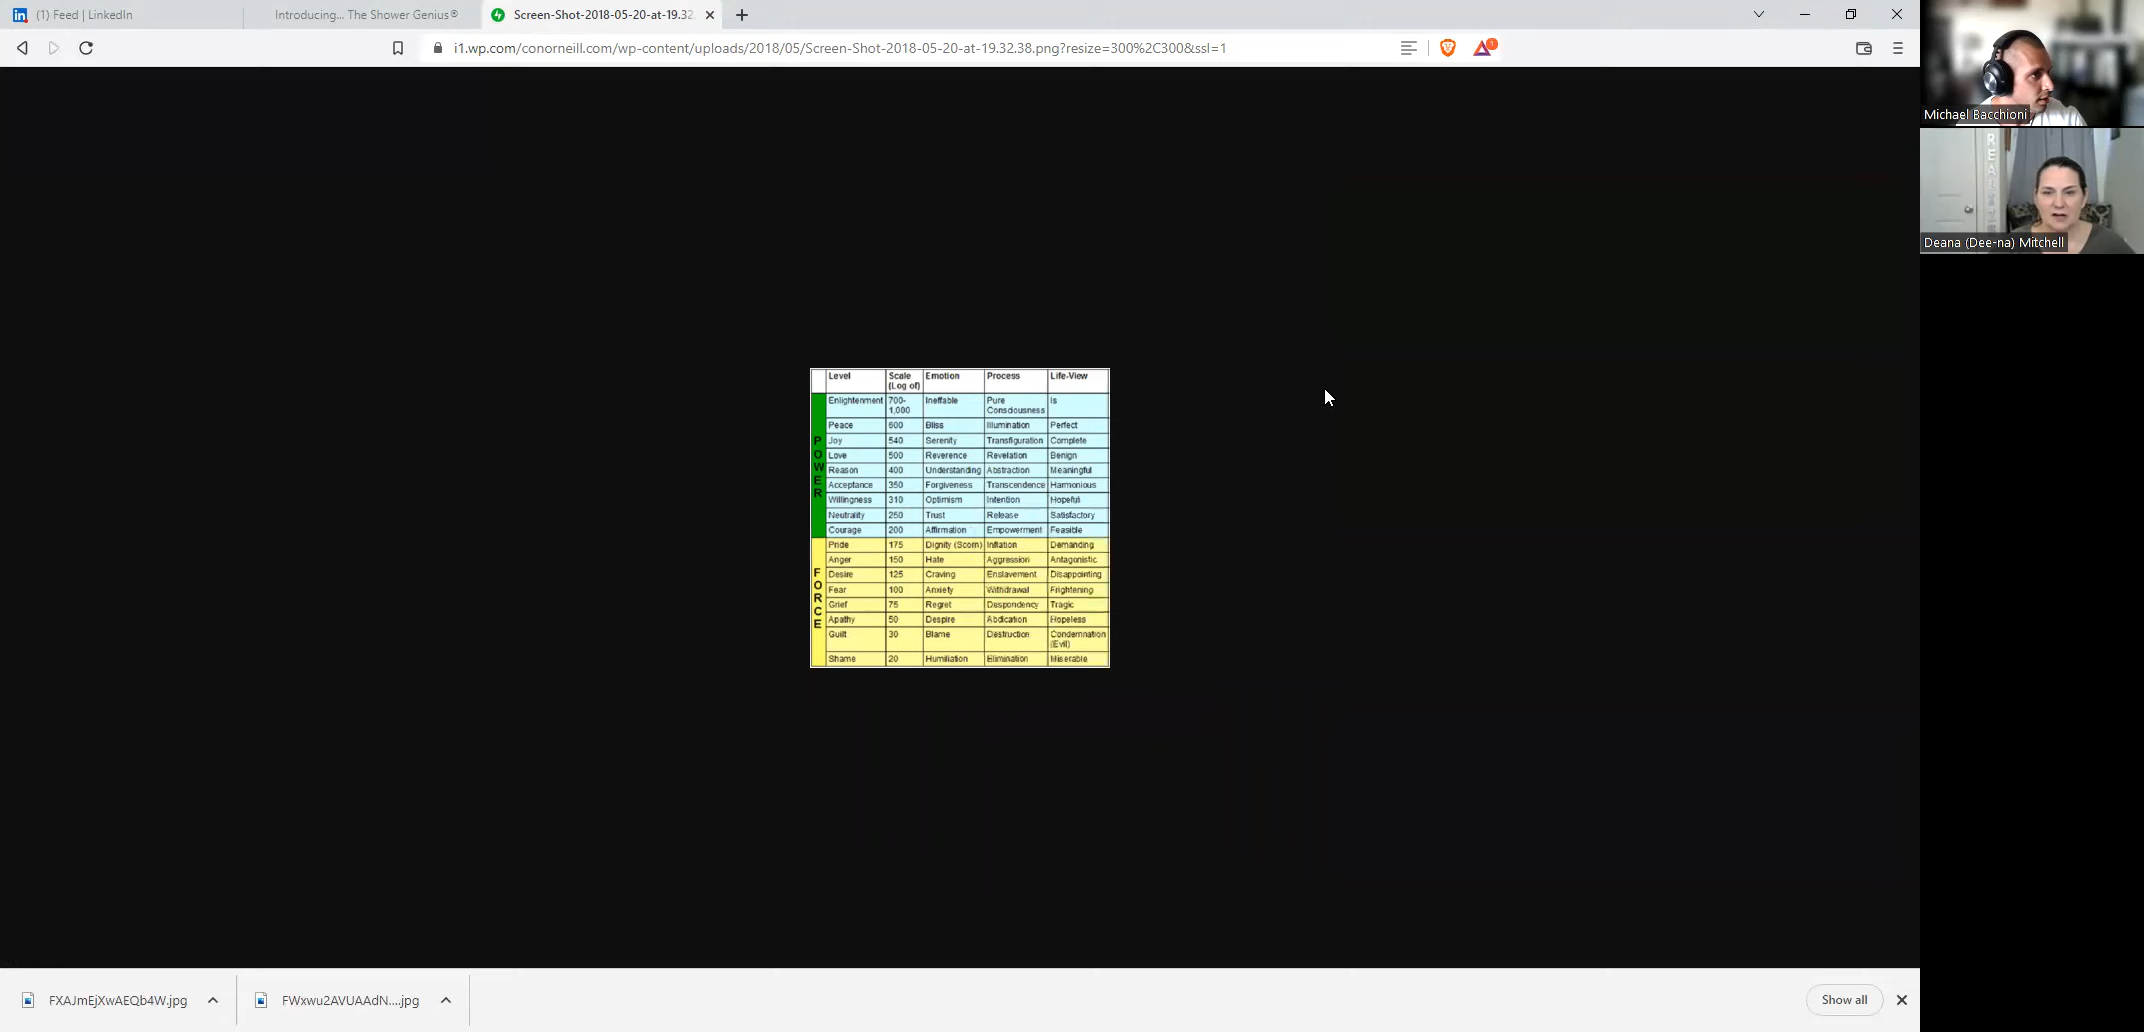 (1) Feed | LinkedIn
Introducing... The Shower Genius®
Screen-Shot-2018-05-20-at-19.32.
i1.wp.com/conorneill.com/wp-content/uploads/2018/05/Screen-Shot-2018-05-20-at-19.32.38.png?resize=300%2C300&ssl=1
1
Michael Bacchioni
REAL
Deana (Dee-na) Mitchell
Level Scale (Log of) Emotion Process Life-View
POWER
Enlightenment 700-1,000 Ineffable Pure Consciousness Is
Peace 600 Bliss Illumination Perfect
Joy 540 Serenity Transfiguration Complete
Love 500 Reverence Revelation Benign
Reason 400 Understanding Abstraction Meaningful
Acceptance 350 Forgiveness Transcendence Harmonious
Willingness 310 Optimism Intention Hopeful
Neutrality 250 Trust Release Satisfactory
Courage 200 Affirmation Empowerment Feasible
FORCE
Pride 175 Dignity (Scorn) Inflation Demanding
Anger 150 Hate Aggression Antagonistic
Desire 125 Craving Enslavement Disappointing
Fear 100 Anxiety Withdrawal Frightening
Grief 75 Regret Despondency Tragic
Apathy 50 Despire Abdication Hopeless
Guilt 30 Blame Destruction Condemnation (Evil)
Shame 20 Humiliation Elimination Miserable
FXAJmEjXwAEQb4W.jpg
FWxwu2AVUAAdN....jpg
Show all